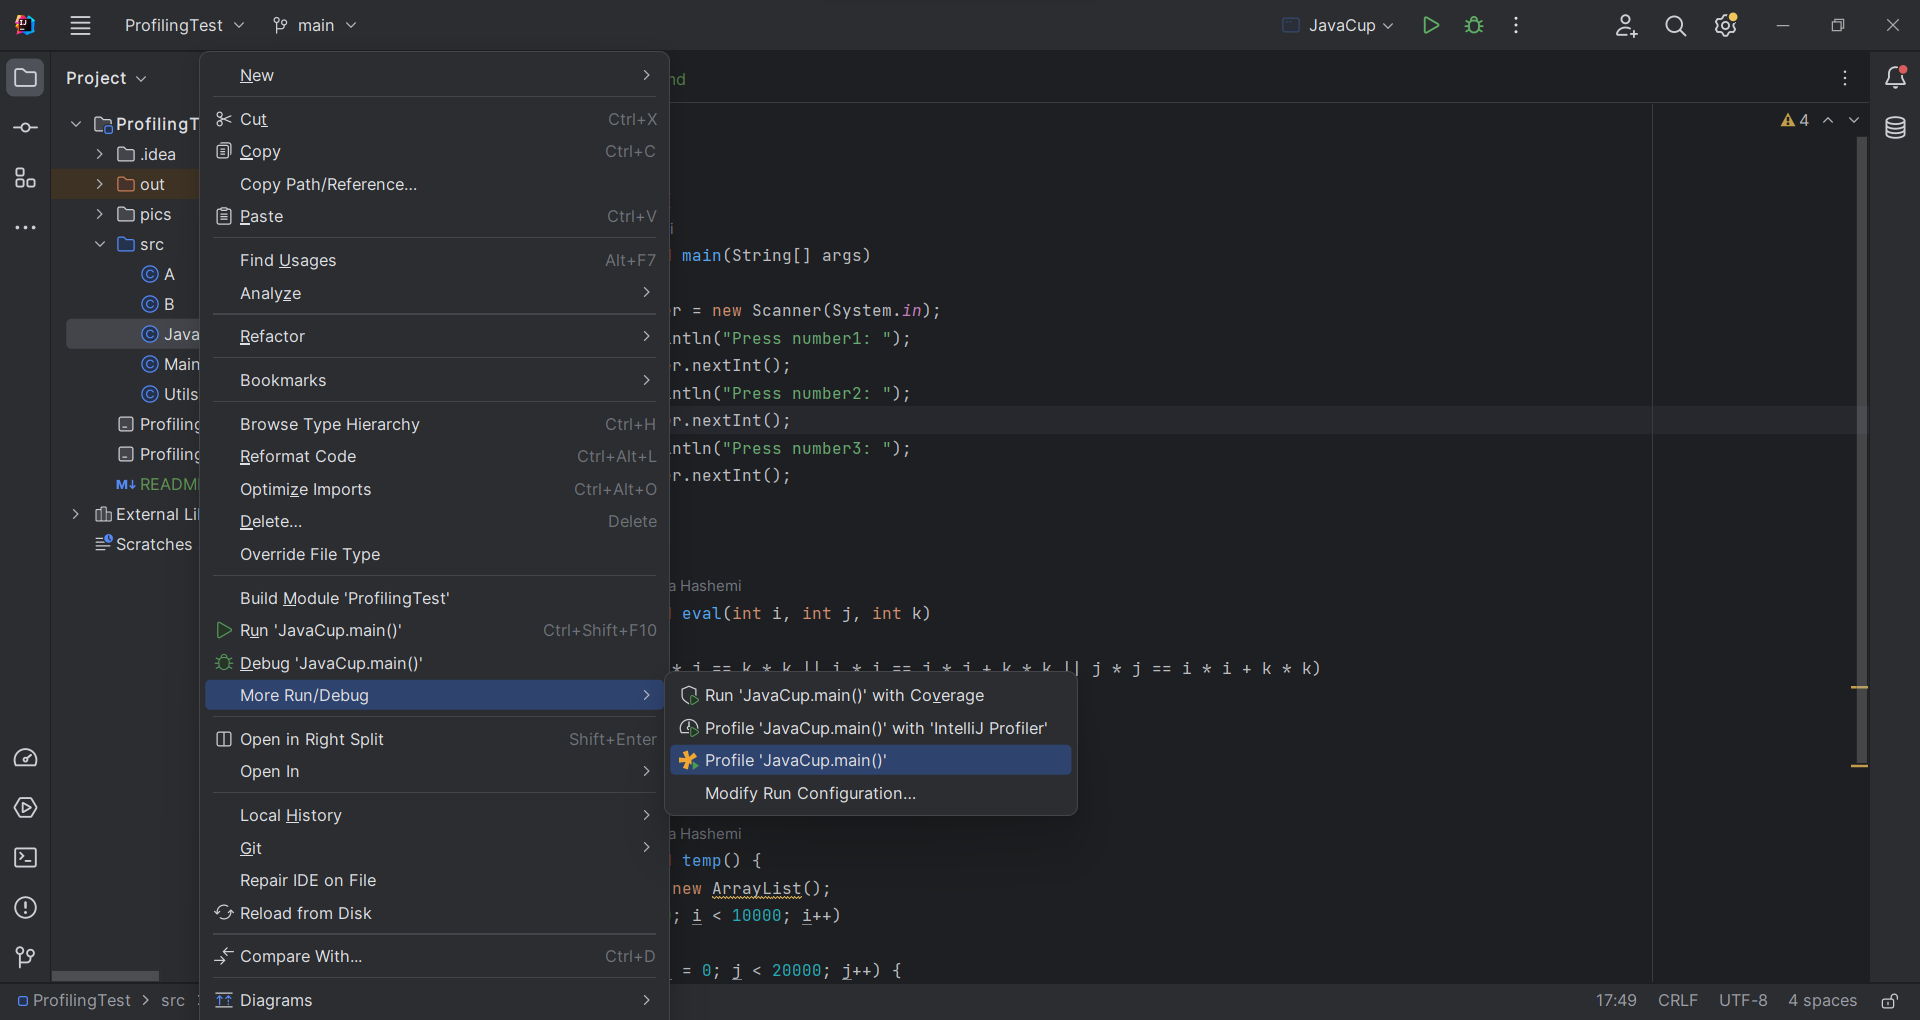 ProfilingTest
main
JavaCup
Project
ProfilingT
.idea
out
pics
src
A
B
Java
Main
Utils
Profiling
Profiling
M↓ README
External Li
Scratches
New
Cut Ctrl+X
Copy Ctrl+C
Copy Path/Reference...
Paste Ctrl+V
Find Usages Alt+F7
Analyze
Refactor
Bookmarks
Browse Type Hierarchy Ctrl+H
Reformat Code Ctrl+Alt+L
Optimize Imports Ctrl+Alt+O
Delete... Delete
Override File Type
Build Module 'ProfilingTest'
Run 'JavaCup.main()' Ctrl+Shift+F10
Debug 'JavaCup.main()'
More Run/Debug
Open in Right Split Shift+Enter
Open In
Local History
Git
Repair IDE on File
Reload from Disk
Compare With... Ctrl+D
Diagrams
Run 'JavaCup.main()' with Coverage
Profile 'JavaCup.main()' with 'IntelliJ Profiler'
Profile 'JavaCup.main()'
Modify Run Configuration...
nd
4
i
main(String[] args)
r = new Scanner(System.in);
ntln("Press number1: ");
r.nextInt();
ntln("Press number2: ");
r.nextInt();
ntln("Press number3: ");
r.nextInt();
a Hashemi
eval(int i, int j, int k)
* j == k * k || i * i == j * j + k * k || j * j == i * i + k * k)
a Hashemi
temp() {
new ArrayList();
; i < 10000; i++)
= 0; j < 20000; j++) {
ProfilingTest > src
17:49 CRLF UTF-8 4 spaces